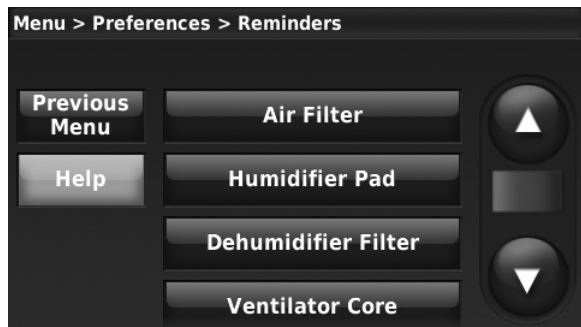 Menu > Preferences > Reminders
Previous
Menu
Air Filter
Help
Humidifier Pad
Dehumidifier Filter
Ventilator Core